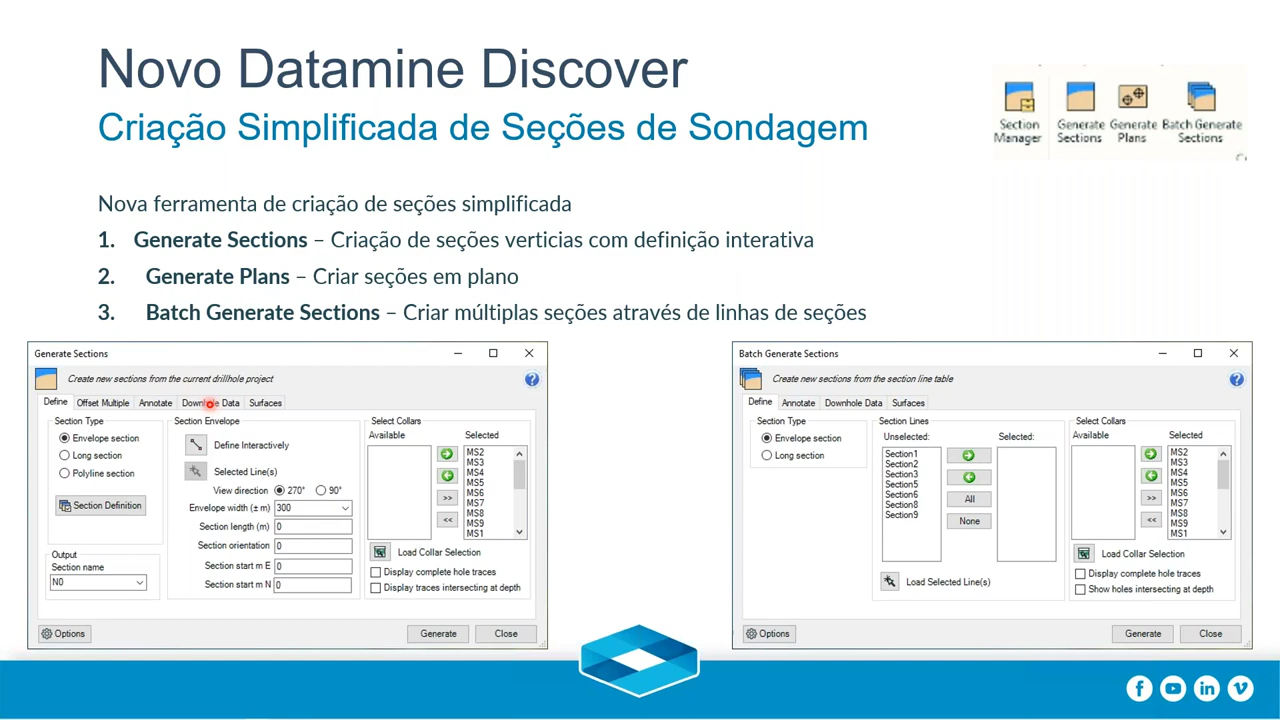 Novo Datamine Discover
Criação Simplificada de Seções de Sondagem
Section Manager
Generate Sections
Generate Plans
Batch Generate Sections
Nova ferramenta de criação de seções simplificada
1. Generate Sections – Criação de seções verticias com definição interativa
2. Generate Plans – Criar seções em plano
3. Batch Generate Sections – Criar múltiplas seções através de linhas de seções
Generate Sections
Create new sections from the current drillhole project
Define Offset Multiple Annotate Downhole Data Surfaces
Section Type
Envelope section
Long section
Polyline section
Section Definition
Output
Section name
N0
Section Envelope
Define Interactively
Selected Line(s)
View direction 270° 90°
Envelope width (± m) 300
Section length (m) 0
Section orientation 0
Section start m E 0
Section start m N 0
Select Collars
Available
Selected
>>
<<
MS2
MS3
MS4
MS5
MS6
MS7
MS8
MS9
MS1
Load Collar Selection
Display complete hole traces
Display traces intersecting at depth
Options
Generate
Close
Batch Generate Sections
Create new sections from the section line table
Define Annotate Downhole Data Surfaces
Section Type
Envelope section
Long section
Section Lines
Unselected:
Selected:
Section1
Section2
Section3
Section5
Section6
Section8
Section9
All
None
Load Selected Line(s)
Select Collars
Available
Selected
>>
<<
MS2
MS3
MS4
MS5
MS6
MS7
MS8
MS9
MS1
Load Collar Selection
Display complete hole traces
Show holes intersecting at depth
Options
Generate
Close